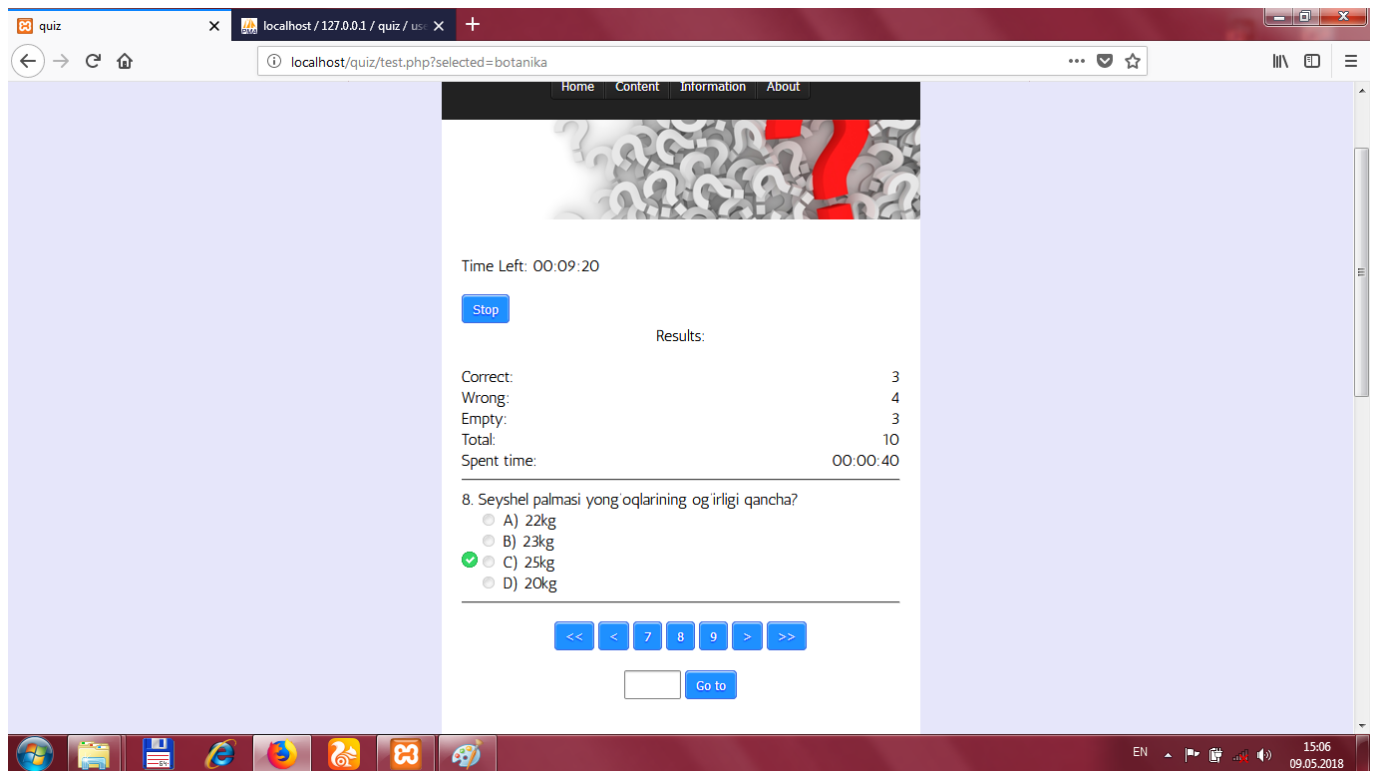 quiz
localhost / 127.0.0.1 / quiz / use
localhost/quiz/test.php?selected=botanika
Home Content Information About
Time Left: 00:09:20
Stop
Results:
Correct: 3
Wrong: 4
Empty: 3
Total: 10
Spent time: 00:00:40
8. Seyshel palmasi yong'oqlarining og'irligi qancha?
A) 22kg
B) 23kg
C) 25kg
D) 20kg
<< < 7 8 9 > >>
Go to
EN 15:06
09.05.2018